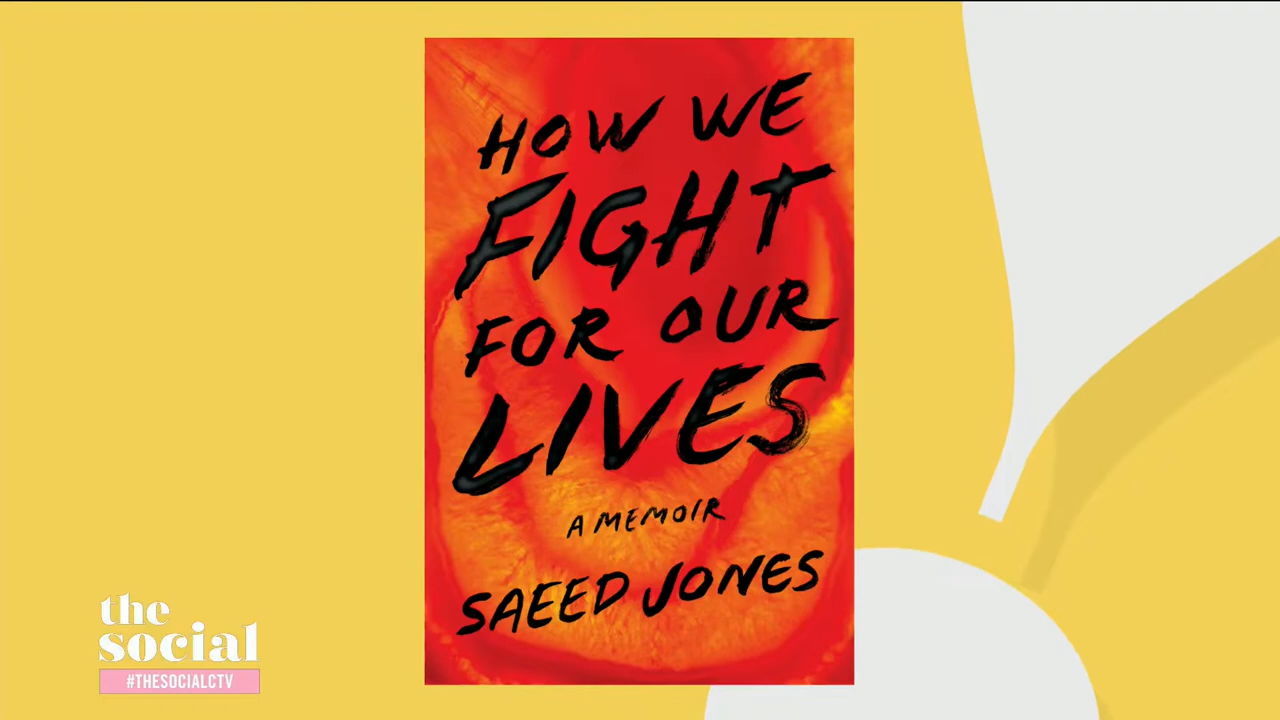 HOW WE
FIGHT
FOR OUR
LIVES
A MEMOIR
SAEED JONES
the
social
#THESOCIALCTV